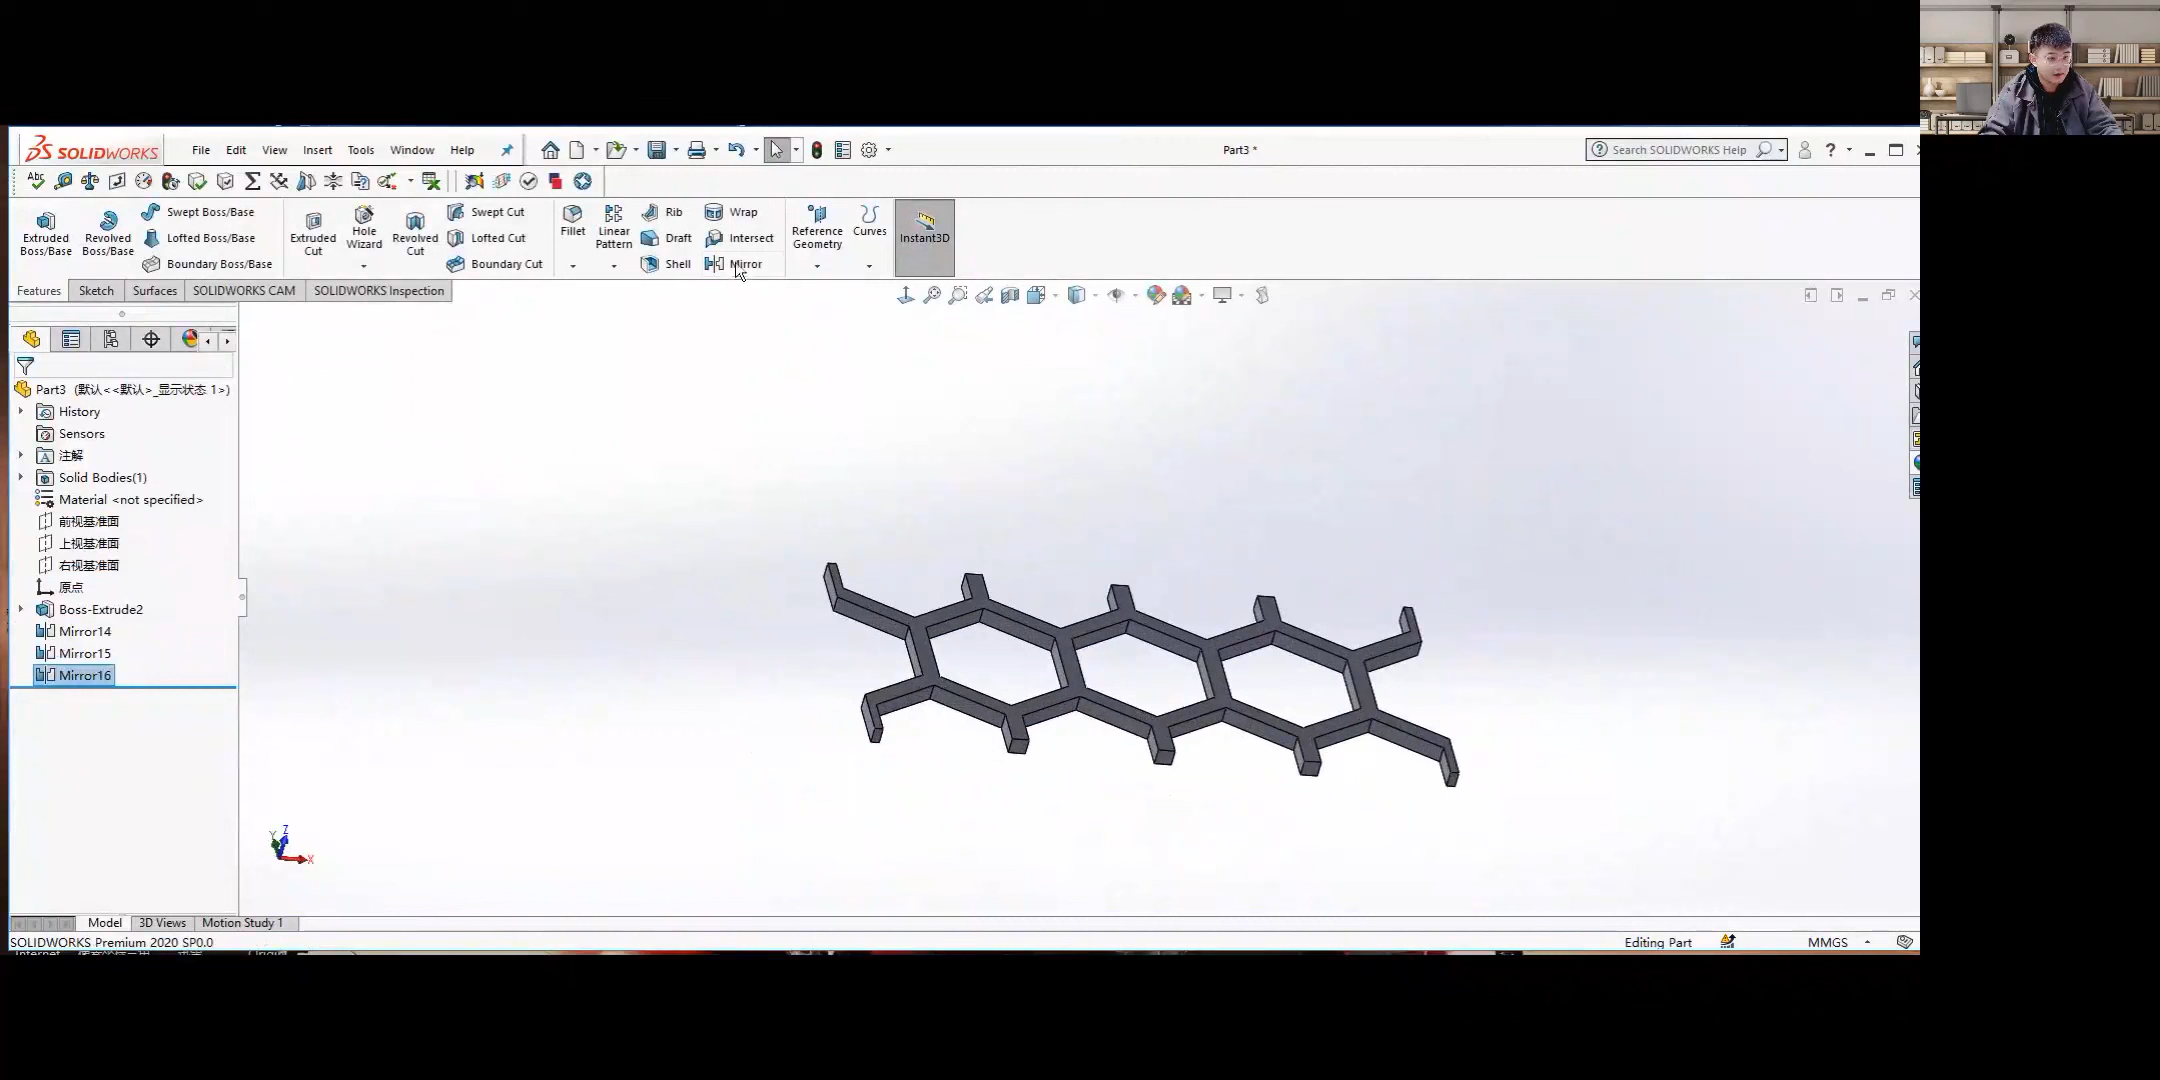 SOLIDWORKS
File Edit View Insert Tools Window Help
Part3 *
Search SOLIDWORKS Help
Extruded Boss/Base
Revolved Boss/Base
Swept Boss/Base
Lofted Boss/Base
Boundary Boss/Base
Extruded Cut
Hole Wizard
Revolved Cut
Swept Cut
Lofted Cut
Boundary Cut
Fillet
Linear Pattern
Rib
Draft
Shell
Wrap
Intersect
Mirror
Reference Geometry
Curves
Instant3D
Features Sketch Surfaces SOLIDWORKS CAM SOLIDWORKS Inspection
Part3 (默认<<默认>_显示状态 1>)
History
Sensors
注解
Solid Bodies(1)
Material <not specified>
前视基准面
上视基准面
右视基准面
原点
Boss-Extrude2
Mirror14
Mirror15
Mirror16
Y Z
X
Model 3D Views Motion Study 1
SOLIDWORKS Premium 2020 SP0.0
Editing Part
MMGS